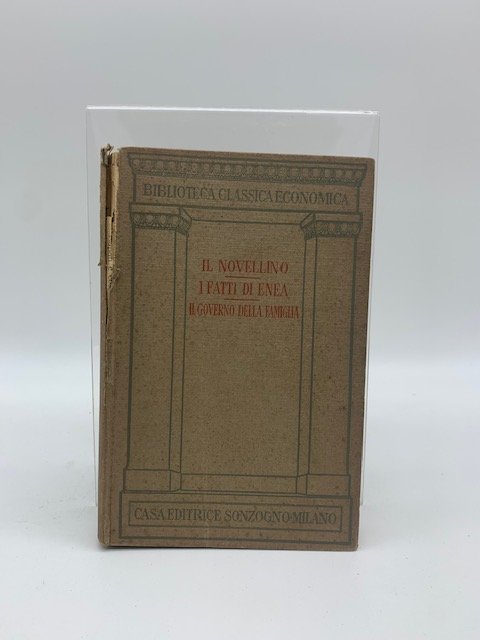 BIBLIOTECA CLASSICA ECONOMICA
IL NOVELLINO
I FATTI DI ENEA
IL GOVERNO DELLA FAMIGLIA
CASA EDITRICE SONZOGNO·MILANO